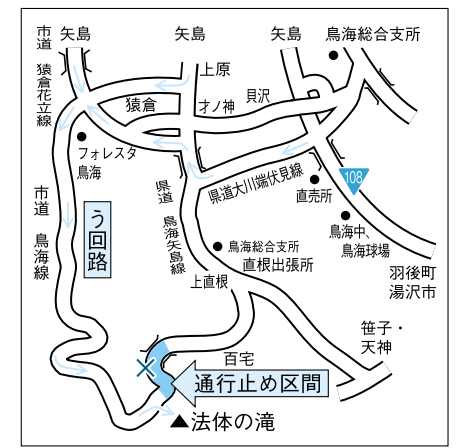 矢島
矢島
矢島
鳥海総合支所
市道 猿倉花立線
上原
猿倉
才ノ神
貝沢
フォレスタ
鳥海
県道大川端伏見線
108
直売所
市道 鳥海線
う回路
県道 鳥海矢島線
鳥海中、
鳥海球場
鳥海総合支所
直根出張所
羽後町
湯沢市
上直根
笹子・
天神
百宅
通行止め区間
▲法体の滝